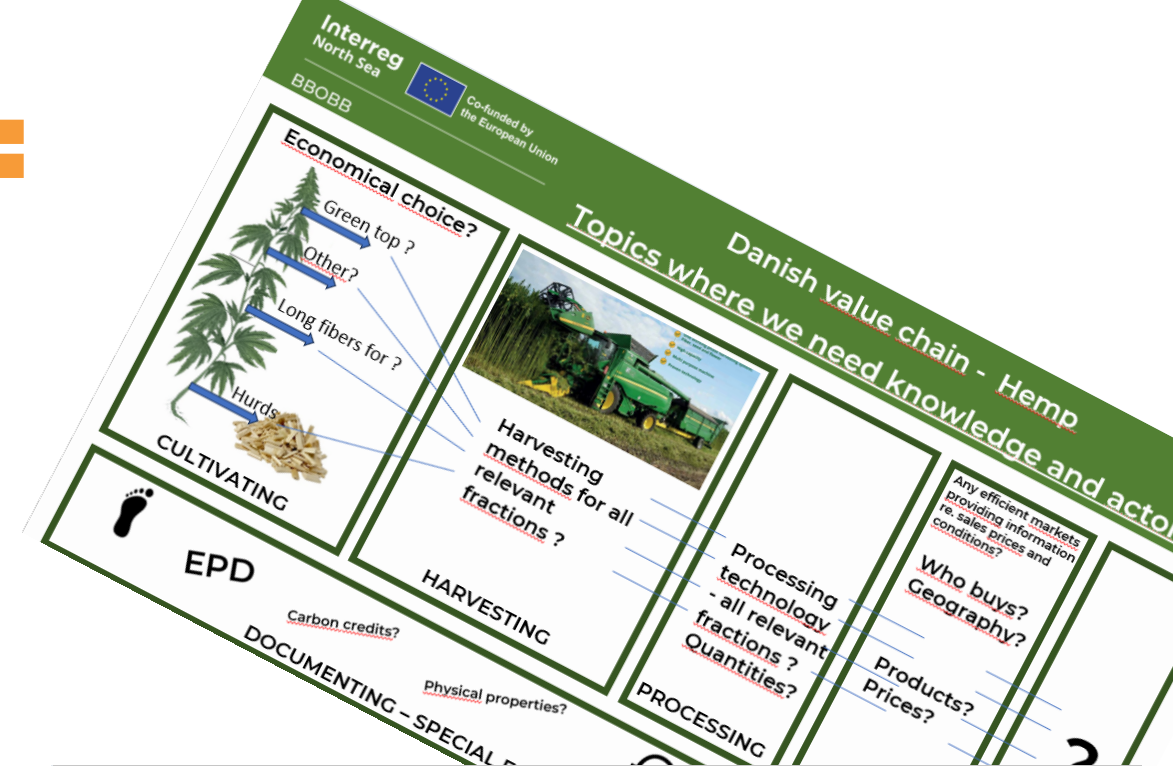 Interreg
North Sea
Co-funded by
the European Union
BBOBB
Danish value chain - Hemp
Topics where we need knowledge and
Economical choice?
Green top ?
Other?
Long fibers for ?
Hurds
CULTIVATING
Harvesting
methods for all
relevant
fractions ?
HARVESTING
Processing
technology
- all relevant
fractions ?
Quantities?
PROCESSING
Any efficient markets
providing information
re. sales prices and
conditions?
Who buys?
Geography?
Products?
Prices?
?
EPD
Carbon credits?
Physical properties?
DOCUMENTING – SPECIAL